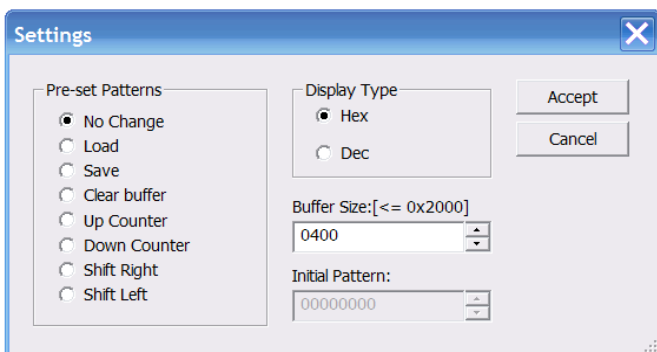 Settings
Pre-set Patterns
No Change
Load
Save
Clear buffer
Up Counter
Down Counter
Shift Right
Shift Left
Display Type
Hex
Dec
Buffer Size:[<= 0x2000]
0400
Initial Pattern:
00000000
Accept
Cancel